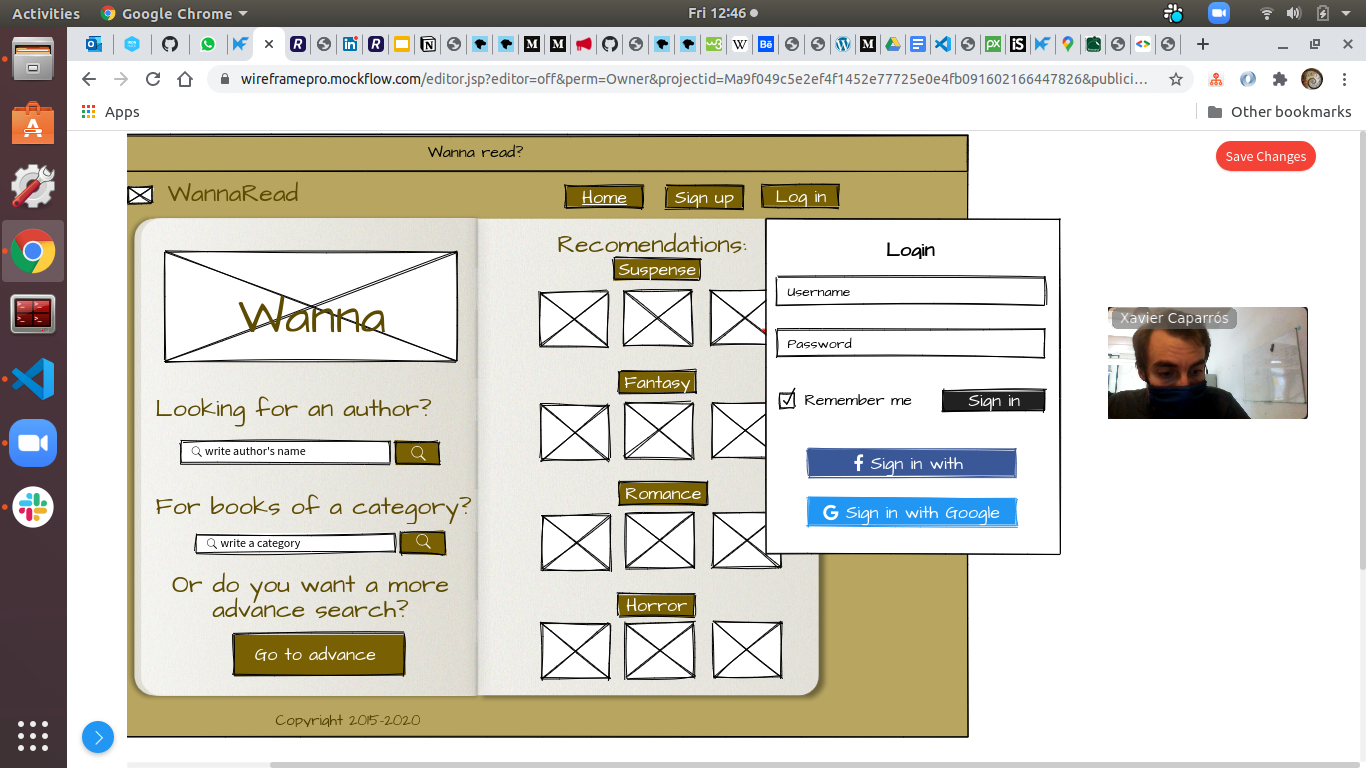 Activities
Google Chrome
Fri 12:46
wireframepro.mockflow.com/editor.jsp?editor=off&perm=Owner&projectid=Ma9f049c5e2ef4f1452e77725e0e4fb091602166447826&publici...
Apps
Other bookmarks
Wanna read?
Save Changes
WannaRead
Home
Sign up
Log in
Wanna
Looking for an author?
write author's name
For books of a category?
write a category
Or do you want a more
advance search?
Go to advance
Recomendations:
Suspense
Fantasy
Romance
Horror
Login
Username
Password
Remember me
Sign in
Sign in with
G Sign in with Google
Xavier Caparrós
Copyright 2015-2020